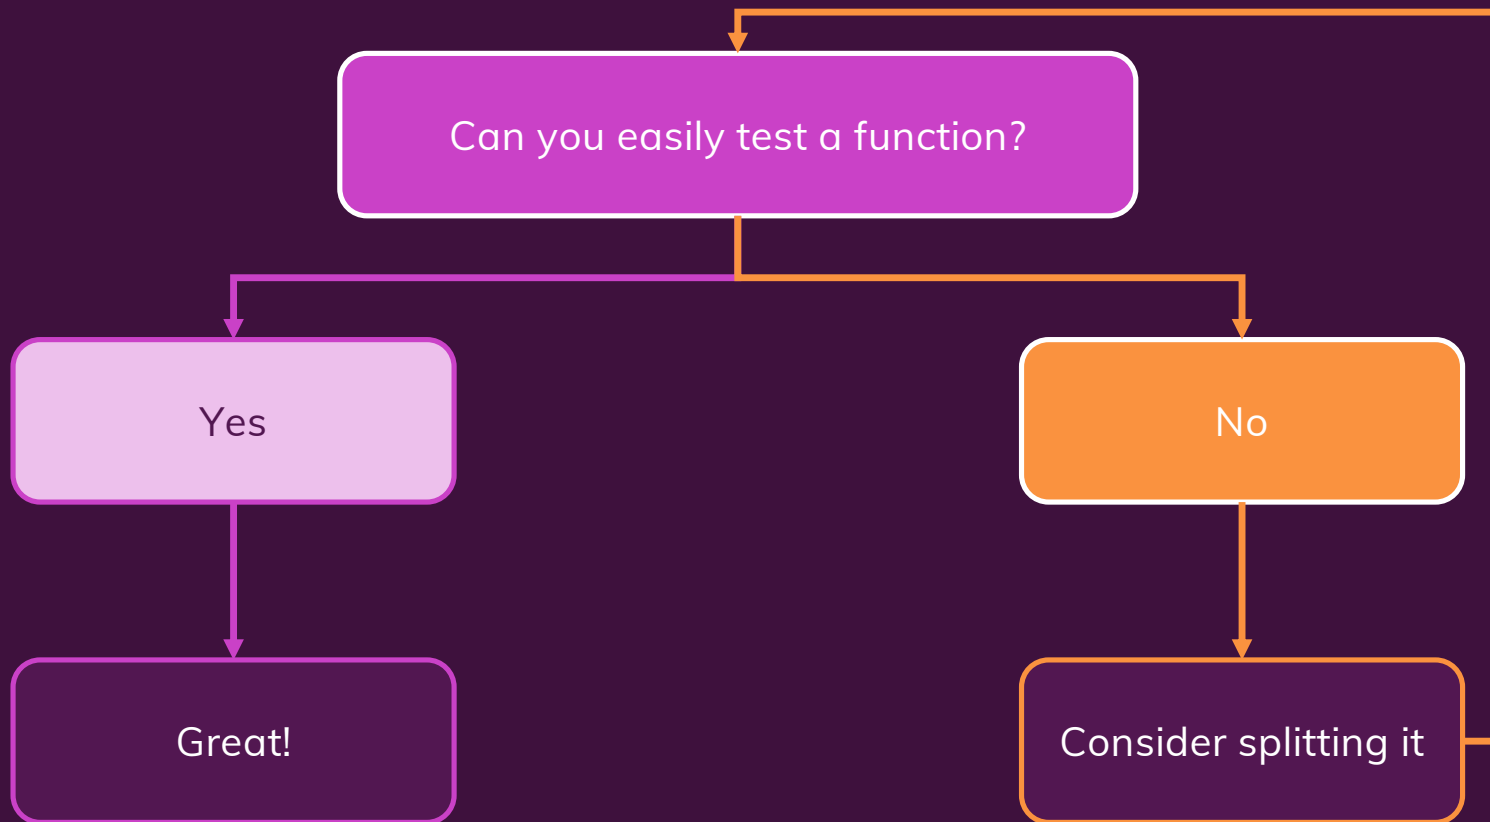 Can you easily test a function?
Yes
No
Great!
Consider splitting it